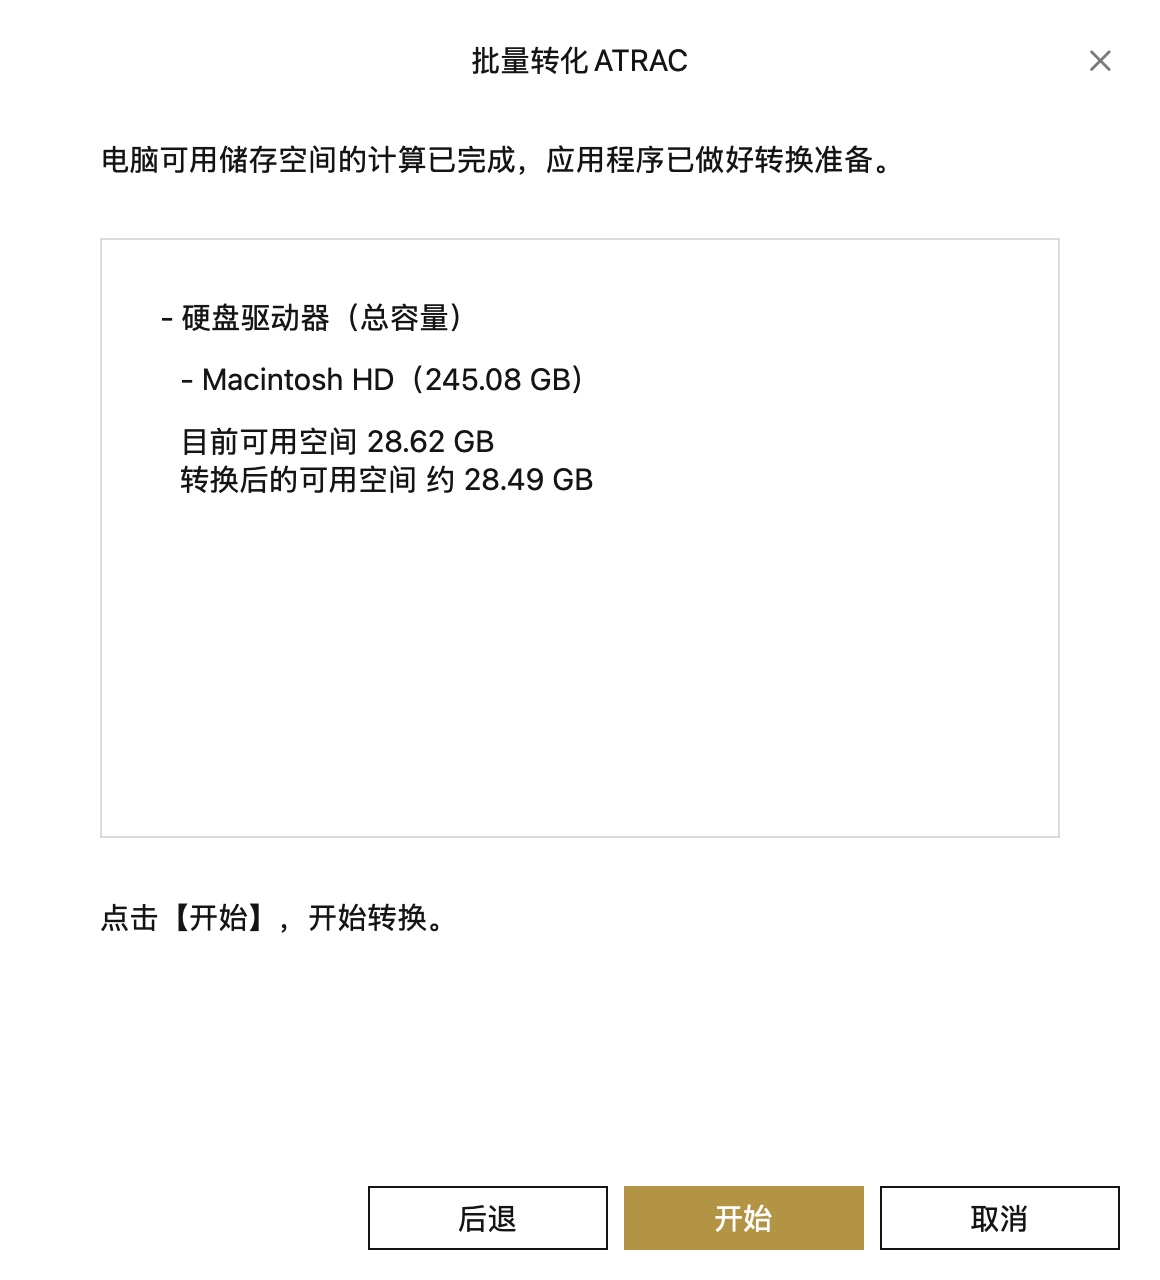 批量转化 ATRAC
电脑可用储存空间的计算已完成，应用程序已做好转换准备。
- 硬盘驱动器（总容量）
- Macintosh HD（245.08 GB）
目前可用空间 28.62 GB
转换后的可用空间 约 28.49 GB
点击【开始】，开始转换。
后退
开始
取消